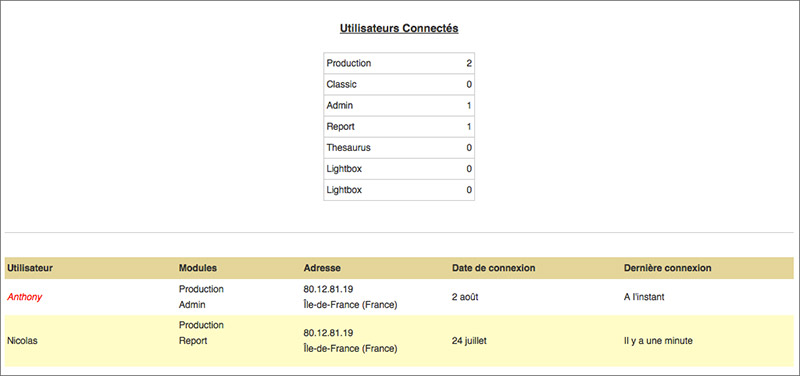 Utilisateurs Connectés
Production 2
Classic 0
Admin 1
Report 1
Thesaurus 0
Lightbox 0
Lightbox 0
Utilisateur Modules Adresse Date de connexion Dernière connexion
Anthony Production Admin 80.12.81.19 Île-de-France (France) 2 août A l'instant
Nicolas Production Report 80.12.81.19 Île-de-France (France) 24 juillet Il y a une minute